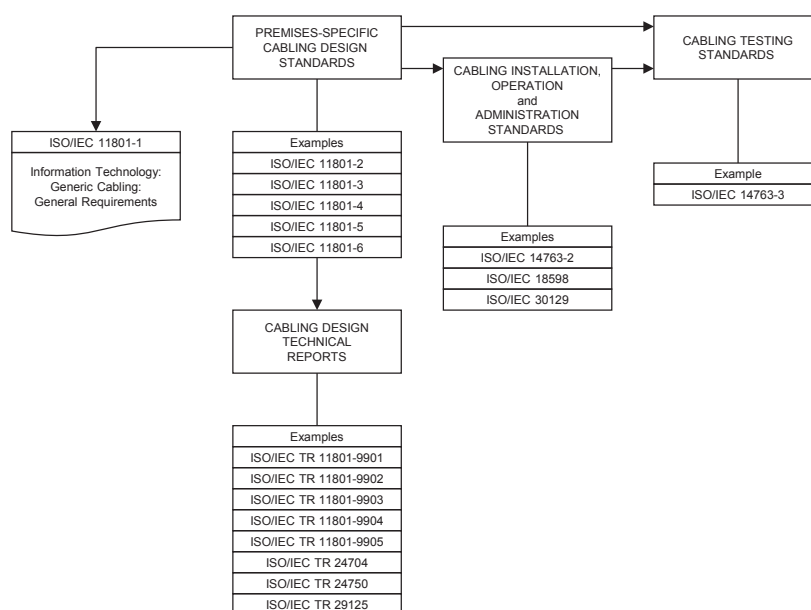 PREMISES-SPECIFIC
CABLING DESIGN
STANDARDS
CABLING TESTING
STANDARDS
CABLING INSTALLATION,
OPERATION
and
ADMINISTRATION
STANDARDS
ISO/IEC 11801-1
Information Technology:
Generic Cabling:
General Requirements
Examples
ISO/IEC 11801-2
ISO/IEC 11801-3
ISO/IEC 11801-4
ISO/IEC 11801-5
ISO/IEC 11801-6
Example
ISO/IEC 14763-3
Examples
ISO/IEC 14763-2
ISO/IEC 18598
ISO/IEC 30129
CABLING DESIGN
TECHNICAL
REPORTS
Examples
ISO/IEC TR 11801-9901
ISO/IEC TR 11801-9902
ISO/IEC TR 11801-9903
ISO/IEC TR 11801-9904
ISO/IEC TR 11801-9905
ISO/IEC TR 24704
ISO/IEC TR 24750
ISO/IEC TR 29125